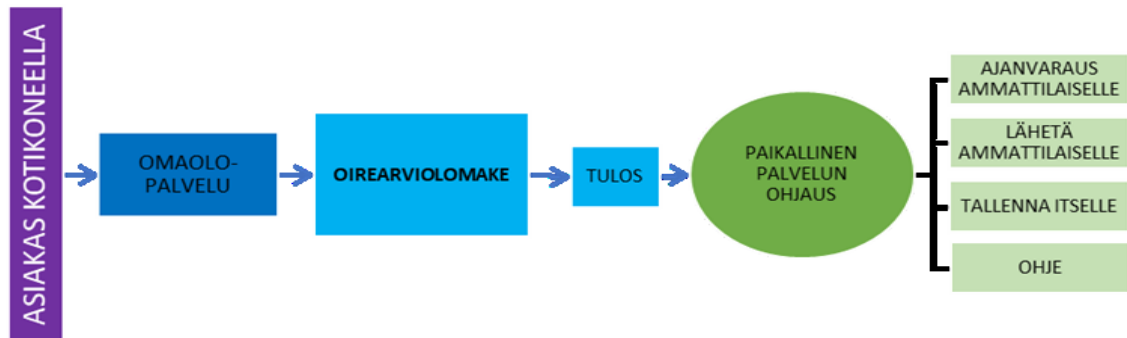 ASIAKAS KOTIKONEELLA
OMAOLO-
PALVELU
OIREARVIOLOMAKE
TULOS
PAIKALLINEN
PALVELUN
OHJAUS
AJANVARAUS
AMMATTILAISELLE
LÄHETÄ
AMMATTILAISELLE
TALLENNA ITSELLE
OHJE